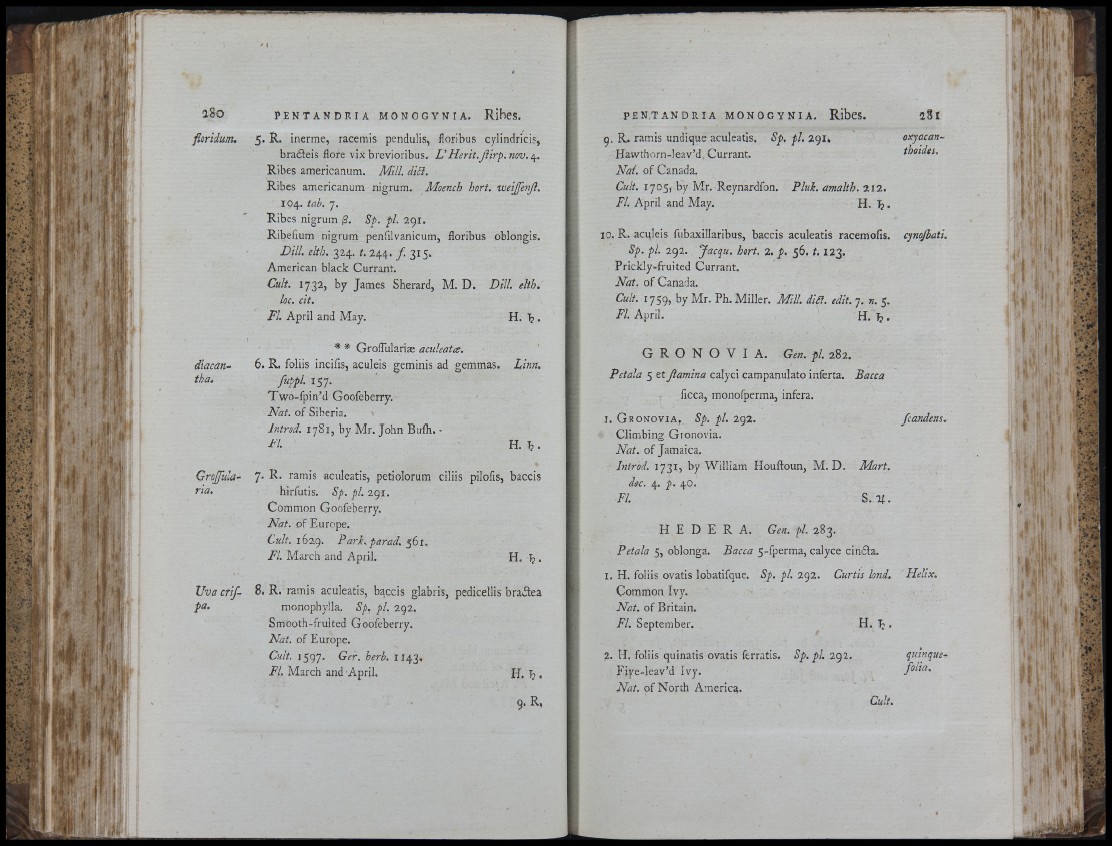 280 PENTANDRIA MONOGYNIA. Ribes.
floridum. 5. R. inerme, racemis pendulis, floribus cylindricis,
bracteis flore vix brevioribus. L'Herit. ſtirp. nov. 4.
Ribes americanum. Mill. dict.
Ribes americanum nigrum. Moench hort. weiſſenſt.
104. tab. 7.
Ribes nigrum β. Sp. pl. 291.
Ribeſium nigrum penſilvanicum, floribus oblongis.
Dill. elth. 324. t. 244. f. 315.
American black Currant.
Cult. 1732, by James Sherard, M. D. Dill. elth.
loc. cit.
Fl. April and May. H. ♄.
* * Groſſulariæ aculeatæ.
diacan- 6. R. foliis inciſis, aculeis geminis ad gemmas. Linn.
tha. ſuppl. 157.
Two-ſpin'd Gooſeberry.
Nat. of Siberia.
Introd. 1781, by Mr. John Buſh.
Fl. H. ♄.
Groſſula- 7. R. ramis aculeatis, petiolorum ciliis piloſis, baccis
ria. hirſutis. Sp. pl. 291.
Common Gooſeberry.
Nat. of Europe.
Cult. 1629. Park. parad. 561.
Fl. March and April. H. ♄.
Uva criſ- 8. R. ramis aculeatis, baccis glabris, pedicellis bractea
pa. monophylla. Sp. pl. 292.
Smooth-fruited Gooſeberry.
Nat. of Europe.
Cult. 1597. Ger. herb. 1143.
Fl. March and April. H. ♄.
9. R.
PENTANDRIA MONOGYNIA. Ribes. 281
9. R. ramis undique aculeatis. Sp. pl. 291. oxyacan-
Hawthorn-leav'd Currant. thoides.
Nat. of Canada.
Cult. 1705, by Mr. Reynardſon. Pluk. amalth. 212.
Fl. April and May. H. ♄.
10. R. aculeis ſubaxillaribus, baccis aculeatis racemoſis. cynoſbati.
Sp. pl. 292. Jacqu. hort. 2. p. 56. t. 123.
Prickly-fruited Currant.
Nat. of Canada.
Cult. 1759, by Mr. Ph. Miller. Mill. dict. edit. 7. n. 5.
Fl. April. H. ♄.
GRONOVIA. Gen. pl. 282.
Petala 5 et ſtamina calyci campanulato inſerta. Bacca
ſicca, monoſperma, infera.
1. GRONOVIA, Sp. pl. 292. ſcandens.
Climbing Gronovia.
Nat. of Jamaica.
Introd. 1731, by William Houſtoun, M. D. Mart.
dec. 4. p. 40.
Fl. S. ♃.
HEDERA. Gen. pl. 283.
Petala 5, oblonga. Bacca 5-ſperma, calyce cincta.
1. H. foliis ovatis lobatiſque. Sp. pl. 292. Curtis lond. Helix.
Common Ivy.
Nat. of Britain.
Fl. September. H. ♄.
2. H. foliis quinatis ovatis ſerratis. Sp. pl. 292. quinque-
Five-leav'd Ivy. folia.
Nat. of North America.
Cult.